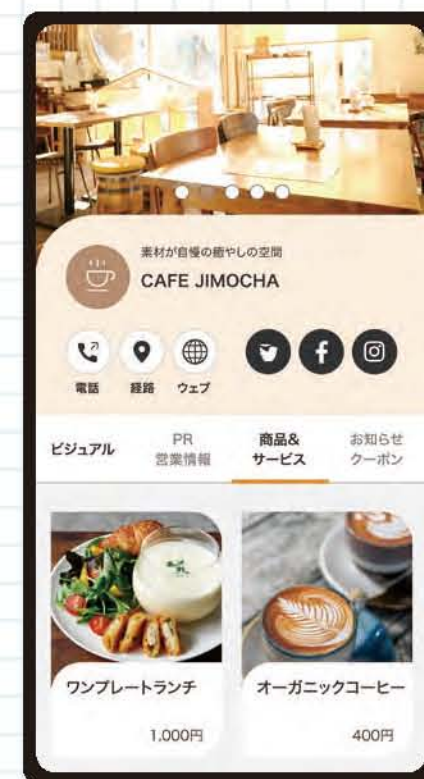 素材が自慢の癒やしの空間
CAFE JIMOCHA
電話
経路
ウェブ
ビジュアル
PR
営業情報
商品&
サービス
お知らせ
クーポン
ワンプレートランチ
1,000円
オーガニックコーヒー
400円